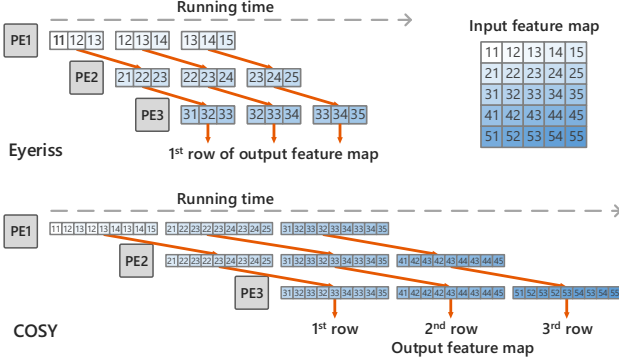 Running time
Input feature map
PE1 11 12 13 12 13 14 13 14 15
PE2 21 22 23 22 23 24 23 24 25
PE3 31 32 33 32 33 34 33 34 35
1st row of output feature map
Eyeriss
11 12 13 14 15
21 22 23 24 25
31 32 33 34 35
41 42 43 44 45
51 52 53 54 55
Running time
PE1 11 12 13 12 13 14 13 14 15 21 22 23 22 23 24 23 24 25 31 32 33 32 33 34 33 34 35
PE2 21 22 23 22 23 24 23 24 25 31 32 33 32 33 34 33 34 35 41 42 43 42 43 44 43 44 45
PE3 31 32 33 32 33 34 33 34 35 41 42 43 42 43 44 43 44 45 51 52 53 52 53 54 53 54 55
COSY
1st row 2nd row 3rd row
Output feature map